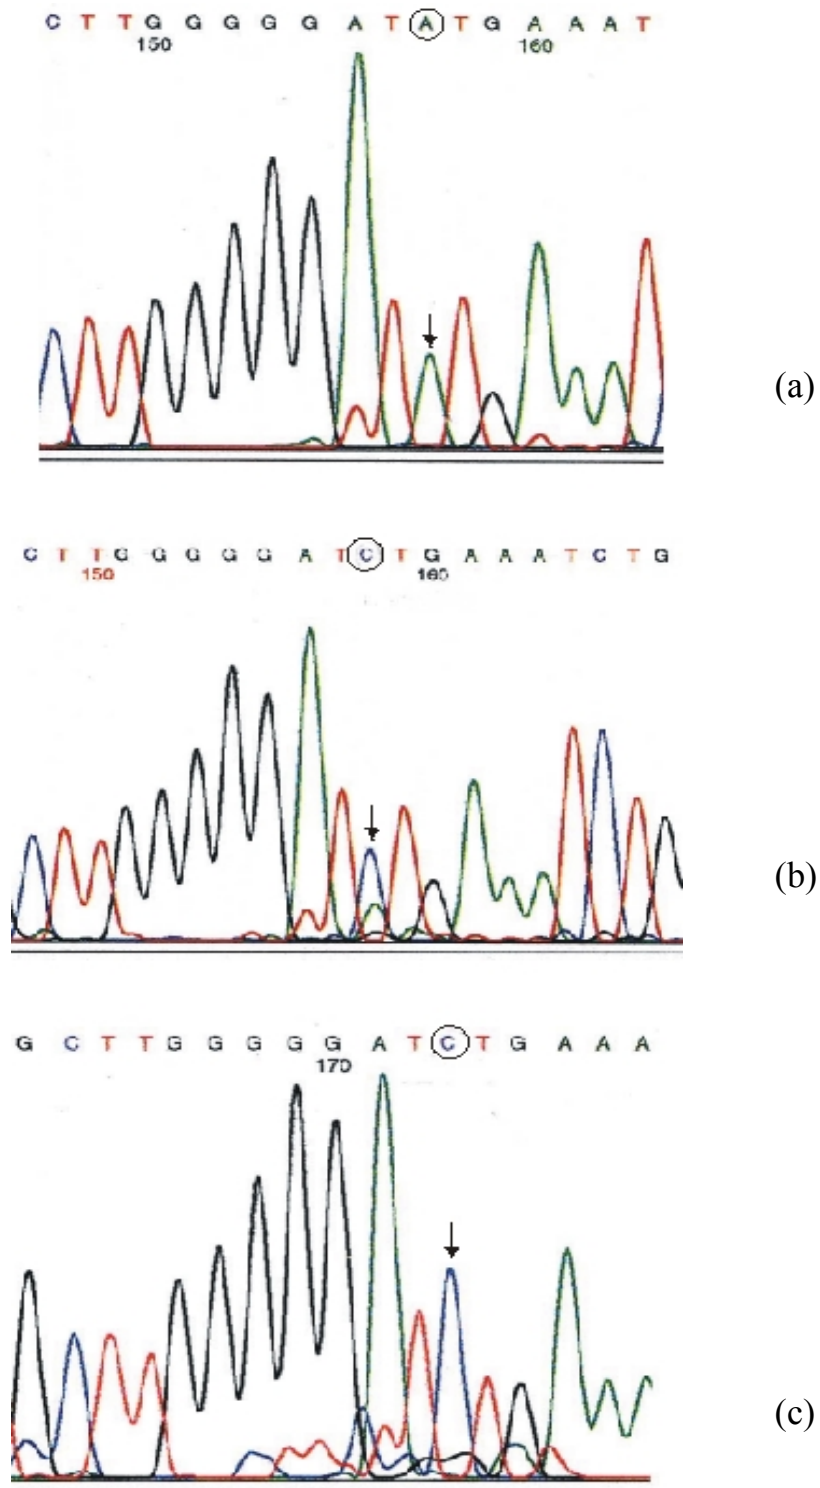 C T T G G G G G A T A T G A A A T
150 160
(a)
C T T G G G G G A T C T G A A A T C T G
150 160
(b)
G C T T G G G G G A T C T G A A A
170
(c)